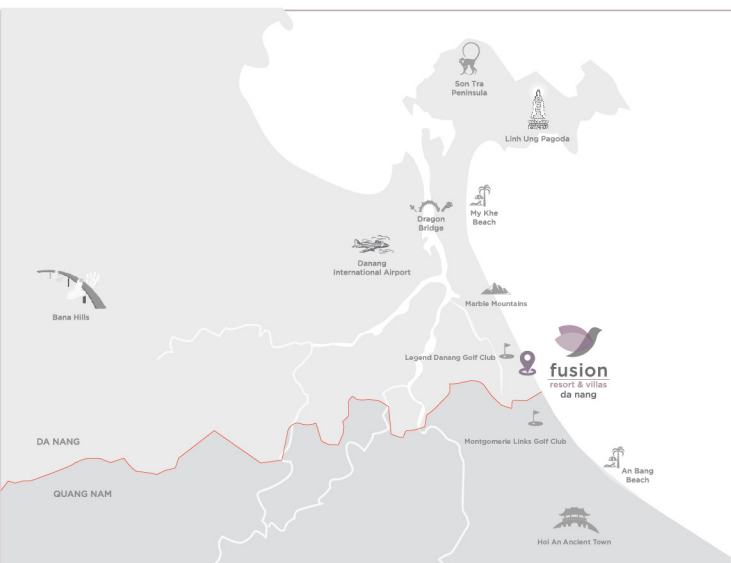 Son Tra
Peninsula
Linh Ung Pagoda
My Khe
Beach
Dragon
Bridge
Danang
International Airport
Bana Hills
Marble Mountains
Legend Danang Golf Club
fusion
resort & villas
da nang
DA NANG
Montgomerie Links Golf Club
An Bang
Beach
QUANG NAM
Hoi An Ancient Town